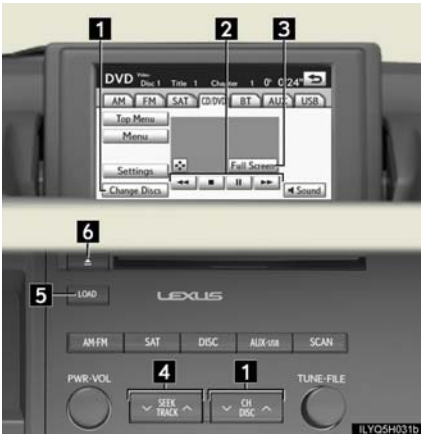 1 2 3
DVD Video Disc 1 Title 1 Chapter 1 0' 0'24"
AM FM SAT CD/DVD BT AUX USB
Top Menu
Menu
Full Screen
Settings
Change Discs Sound
6
5 LOAD LEXUS
AM·FM SAT DISC AUX·USB SCAN
4 1
PWR·VOL SEEK TRACK CH DISC TUNE·FILE
ILYQ5H031b